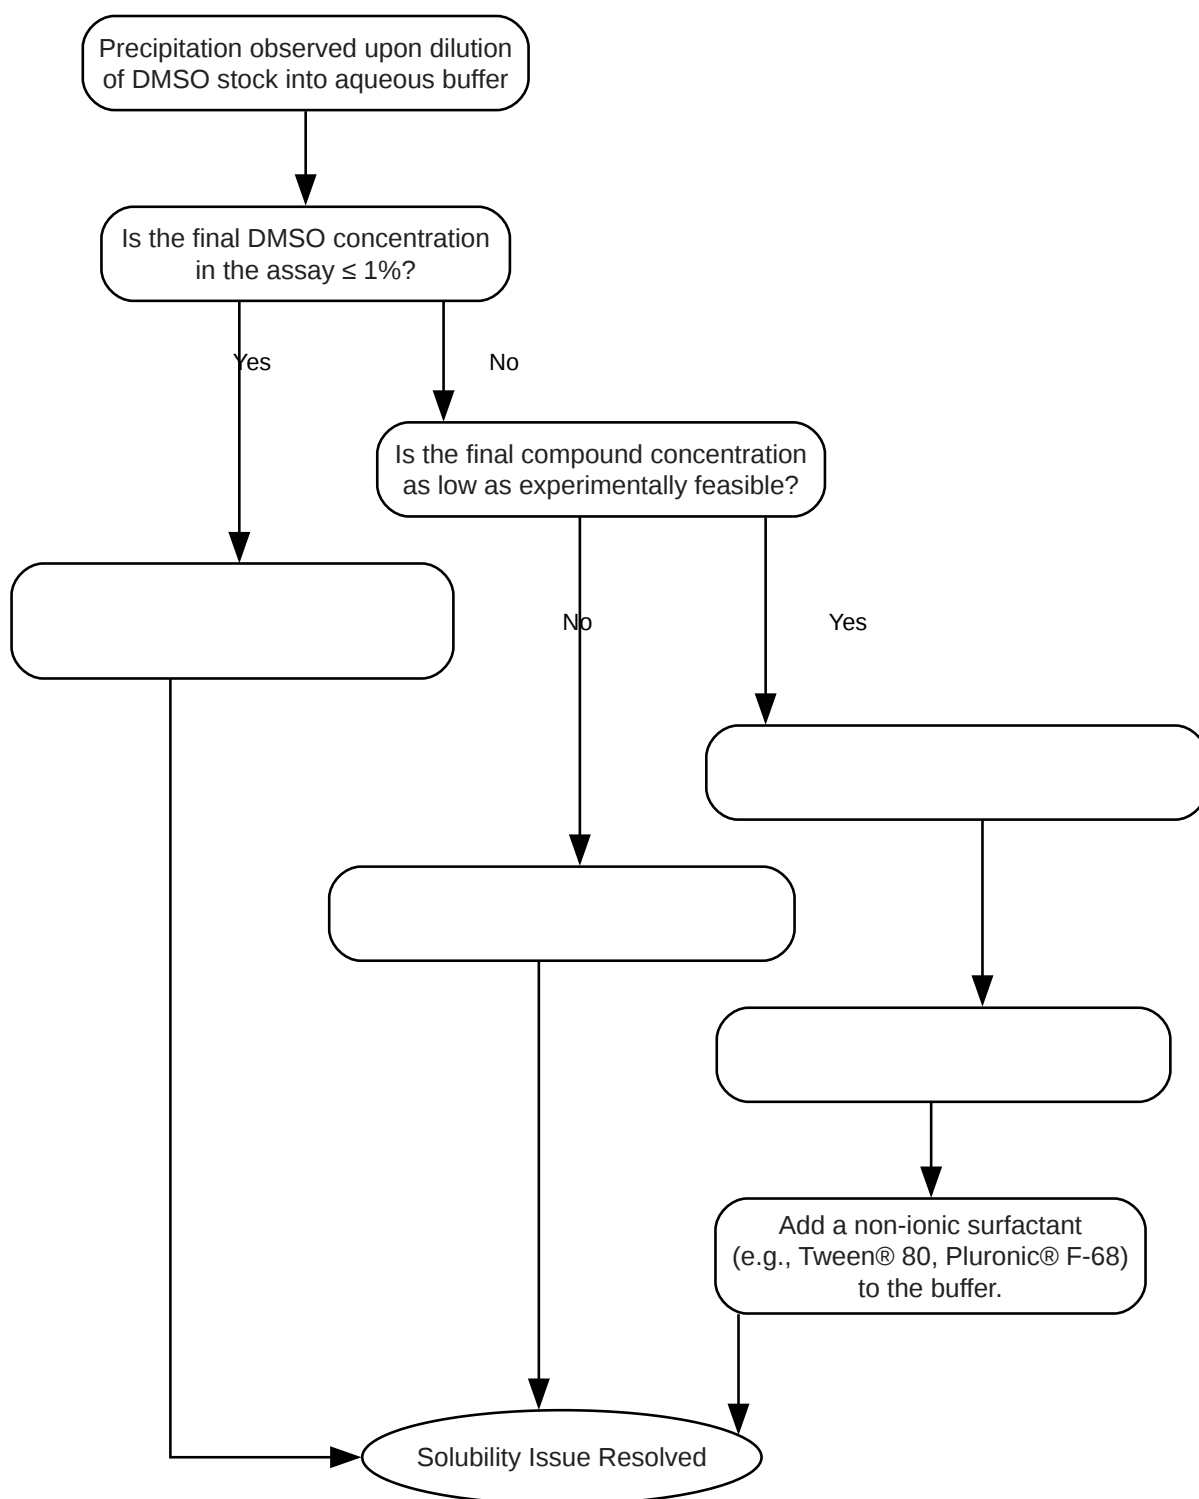 Precipitation observed upon dilution
of DMSO stock into aqueous buffer
Is the final DMSO concentration
in the assay ≤ 1%?
Yes
No
Is the final compound concentration
as low as experimentally feasible?
No
Yes
Add a non-ionic surfactant
(e.g., Tween® 80, Pluronic® F-68)
to the buffer.
Solubility Issue Resolved